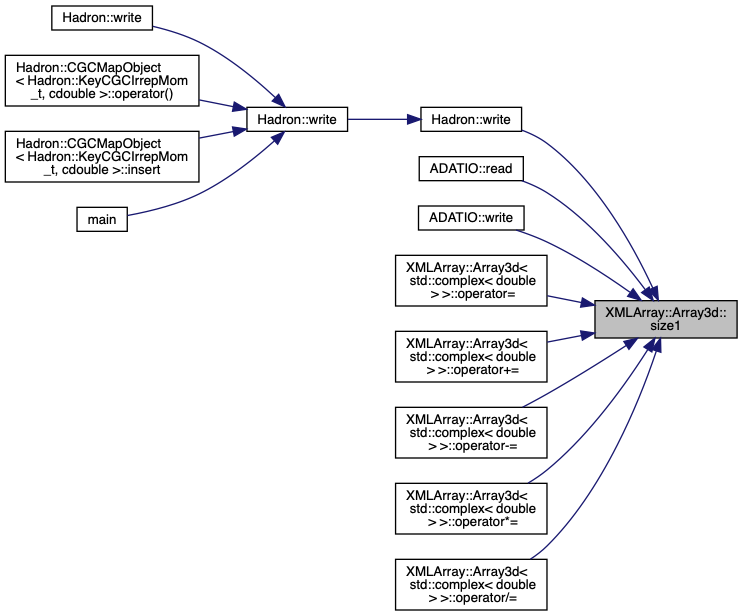 Hadron::write
Hadron::CGCMapObject
< Hadron::KeyCGCIrrepMom
_t, cdouble >::operator()
Hadron::CGCMapObject
< Hadron::KeyCGCIrrepMom
_t, cdouble >::insert
main
Hadron::write
Hadron::write
ADATIO::read
ADATIO::write
XMLArray::Array3d<
std::complex< double
> >::operator=
XMLArray::Array3d<
std::complex< double
> >::operator+=
XMLArray::Array3d<
std::complex< double
> >::operator-=
XMLArray::Array3d<
std::complex< double
> >::operator*=
XMLArray::Array3d<
std::complex< double
> >::operator/=
XMLArray::Array3d::
size1